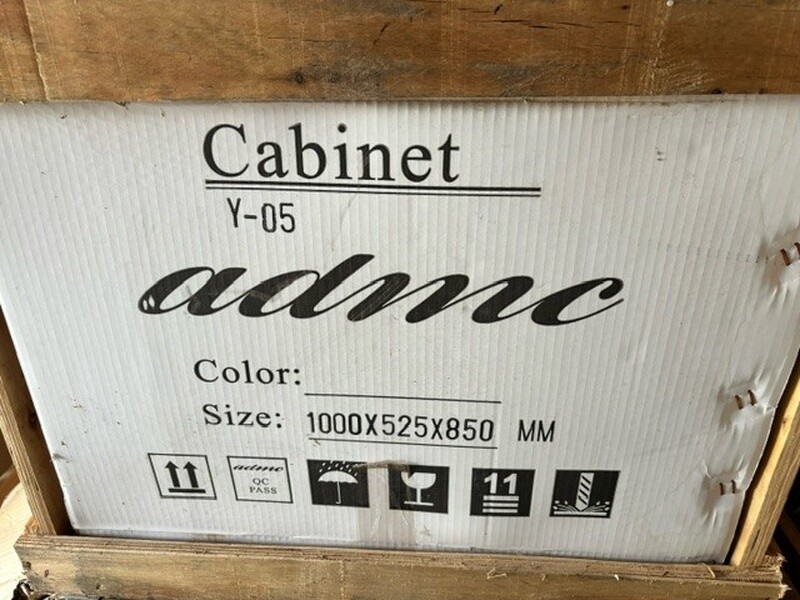 Cabinet
Y-05
admc
Color:
Size: 1000X525X850 MM
admc
QC
PASS
11